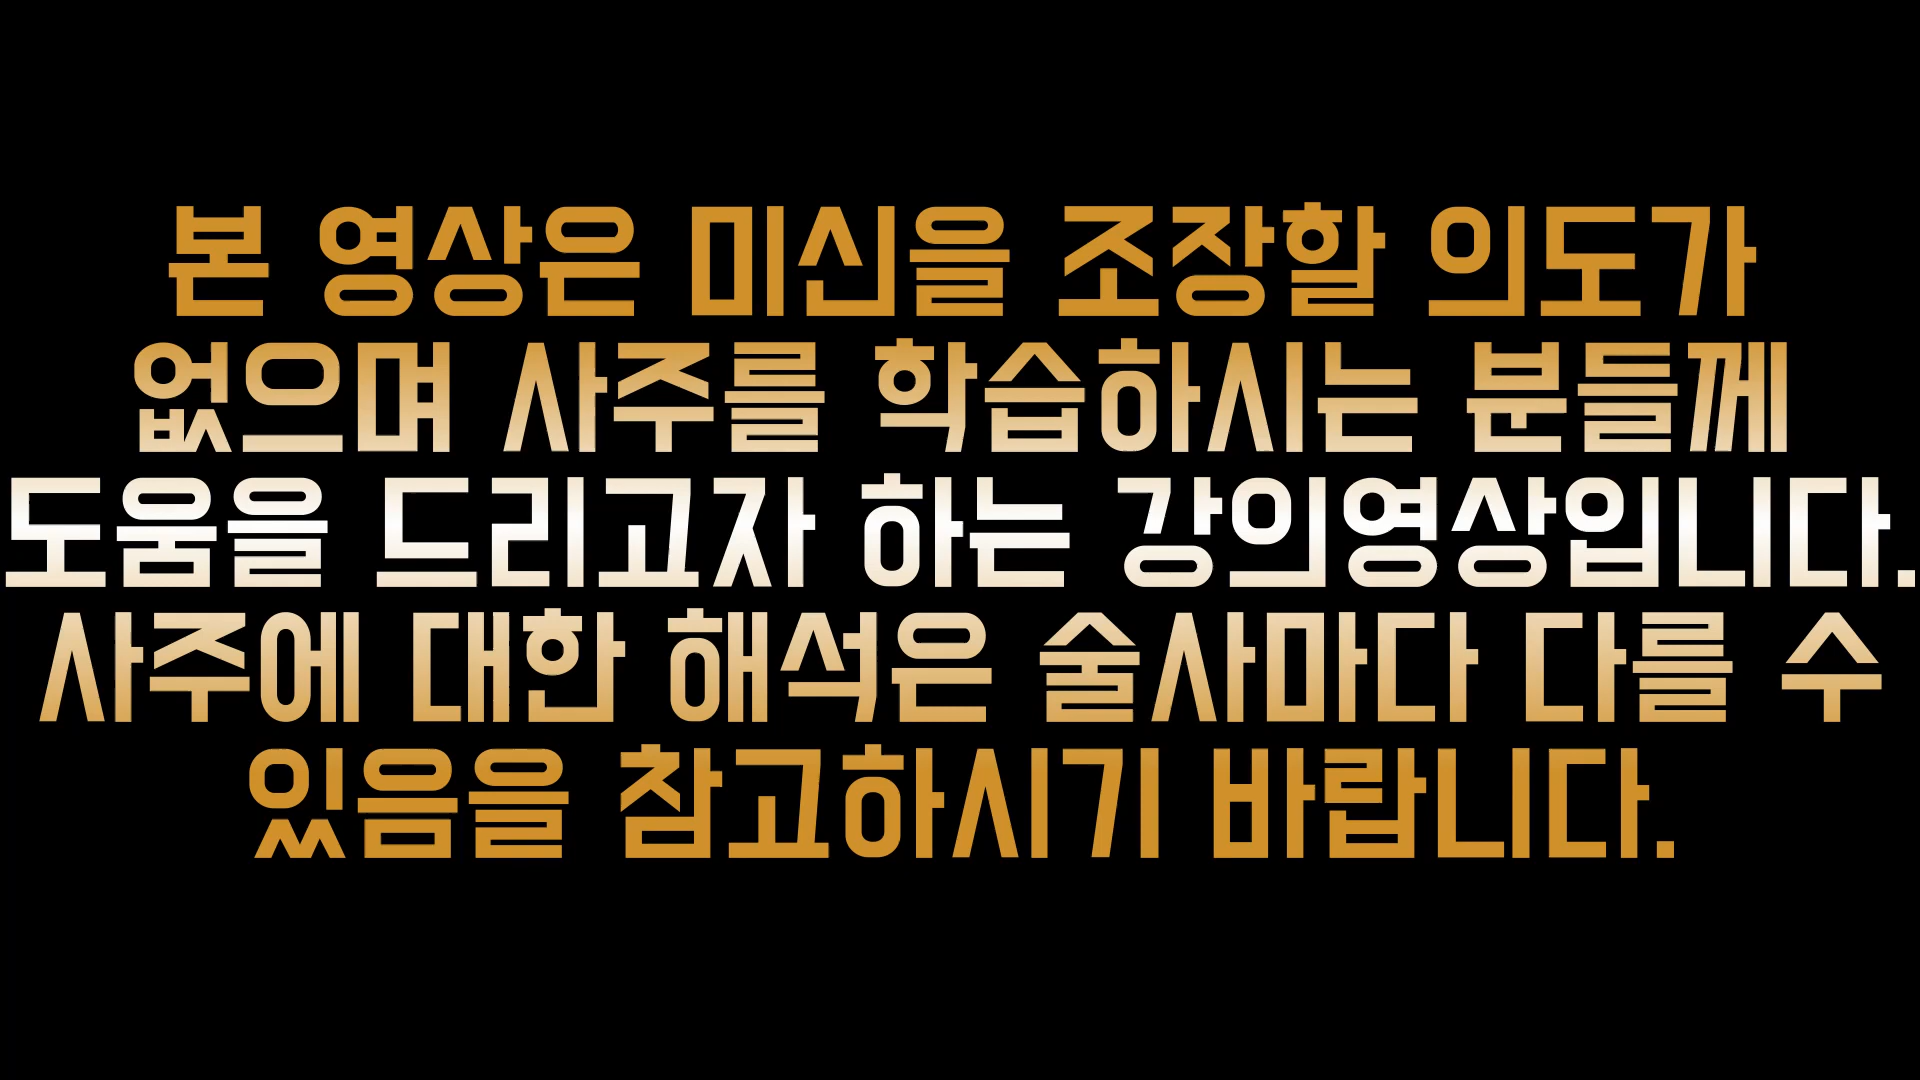 본 영상은 미신을 조장할 의도가
없으며 사주를 학습하시는 분들께
도움을 드리고자 하는 강의영상입니다.
사주에 대한 해석은 술사마다 다를 수
있음을 참고하시기 바랍니다.